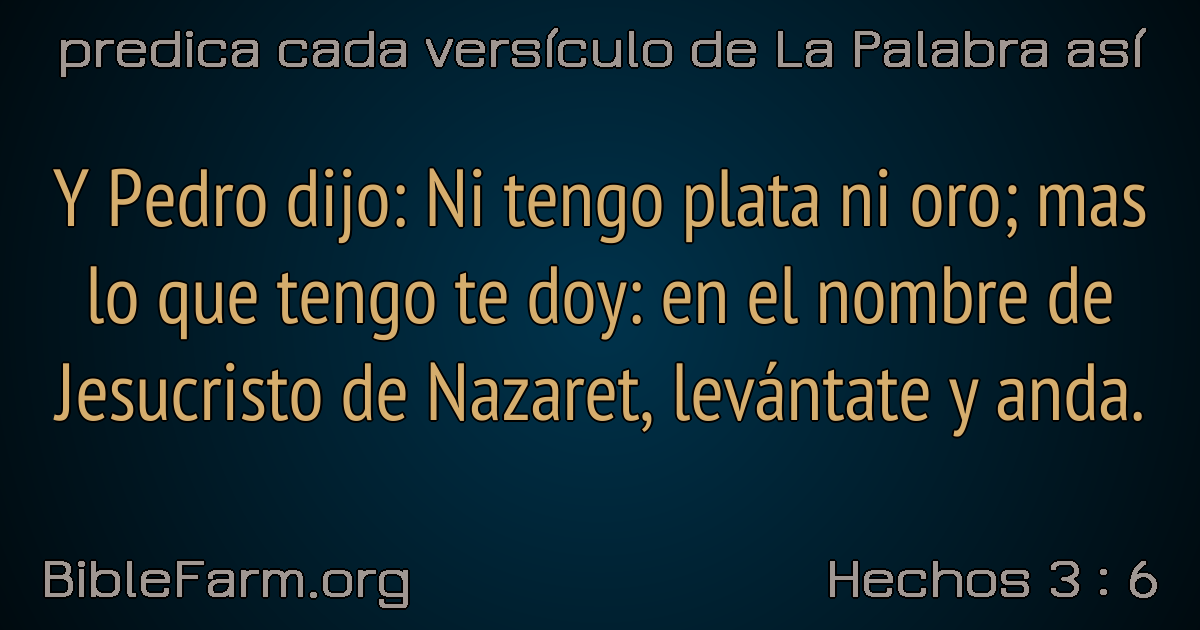 predica cada versículo de La Palabra así
Y Pedro dijo: Ni tengo plata ni oro; mas
lo que tengo te doy: en el nombre de
Jesucristo de Nazaret, levántate y anda.
BibleFarm.org
Hechos 3 : 6